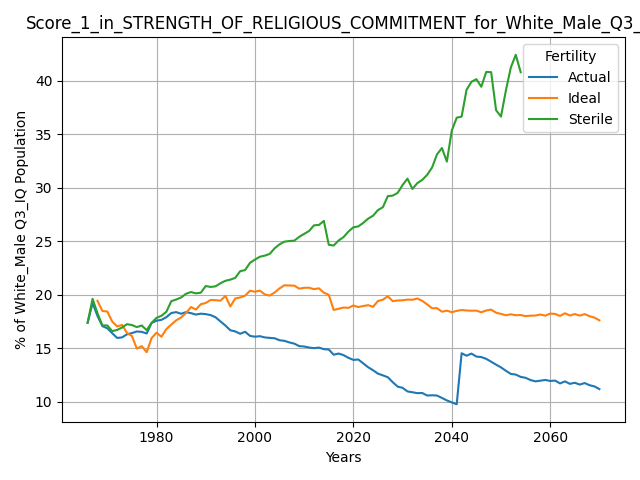 Score_1_in_STRENGTH_OF_RELIGIOUS_COMMITMENT_for_White_Male_Q3_
Fertility
Actual
Ideal
Sterile
% of White_Male Q3_IQ Population
40
35
30
25
20
15
10
1980
2000
2020
2040
2060
Years